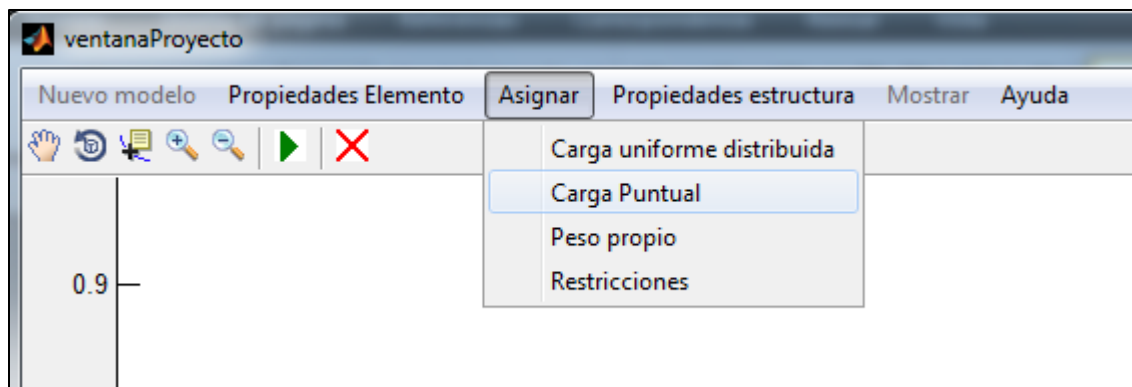 ventanaProyecto
Nuevo modelo Propiedades Elemento Asignar Propiedades estructura Mostrar Ayuda
Carga uniforme distribuida
Carga Puntual
Peso propio
Restricciones
0.9